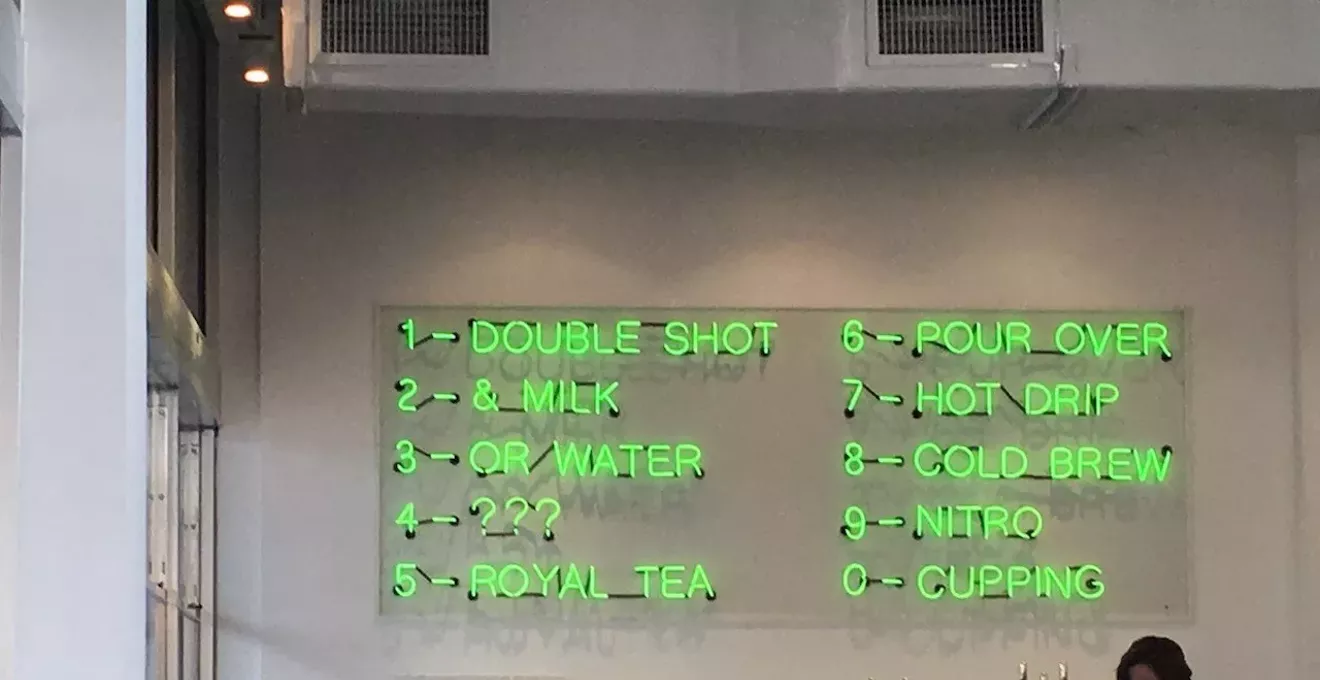 1- DOUBLE SHOT
2- & MILK
3- OR WATER
4- ???
5- ROYAL TEA
6- POUR OVER
7- HOT DRIP
8- COLD BREW
9- NITRO
0- CUPPING